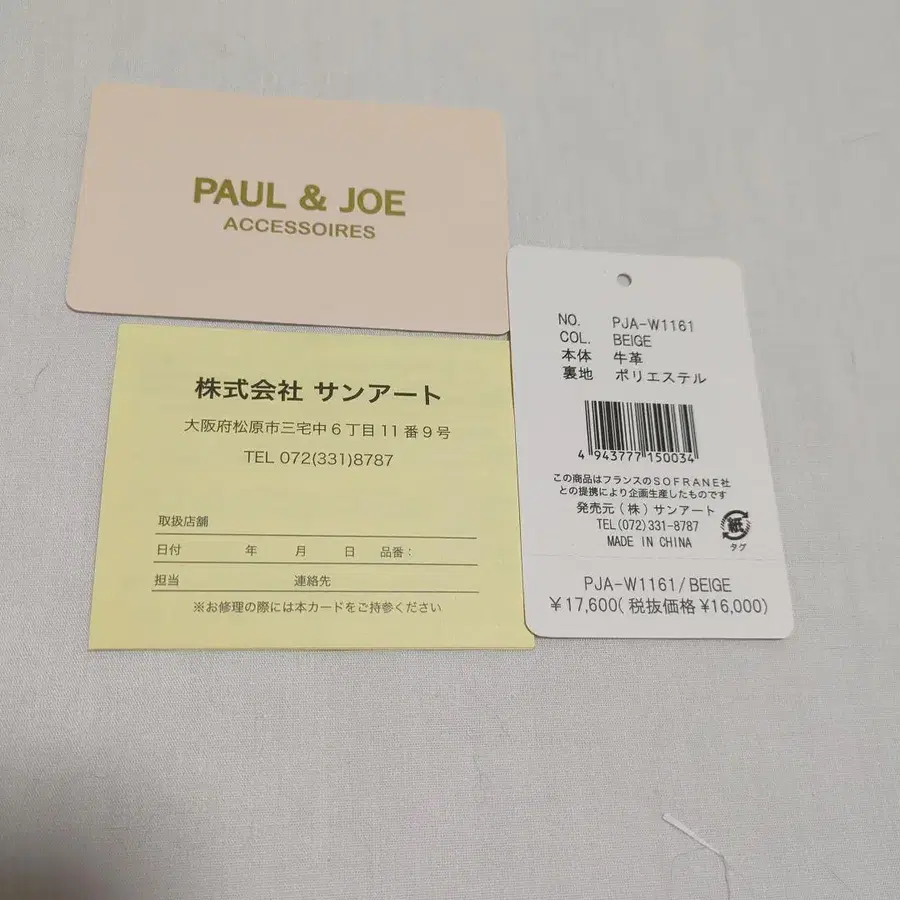 PAUL & JOE
ACCESSOIRES
株式会社 サンアート
大阪府松原市三宅中6丁目11番9号
TEL 072(331)8787
取扱店舗
日付 年 月 日 品番：
担当 連絡先
※お修理の際には本カードをご持参ください
NO. PJA-W1161
COL. BEIGE
本体 牛革
裏地 ポリエステル
4 943777 150034
この商品はフランスのSOFRANE社
との提携により企画生産したものです
発売元（株）サンアート
TEL(072)331-8787
MADE IN CHINA
紙
タグ
PJA-W1161/BEIGE
¥17,600(税抜価格¥16,000)